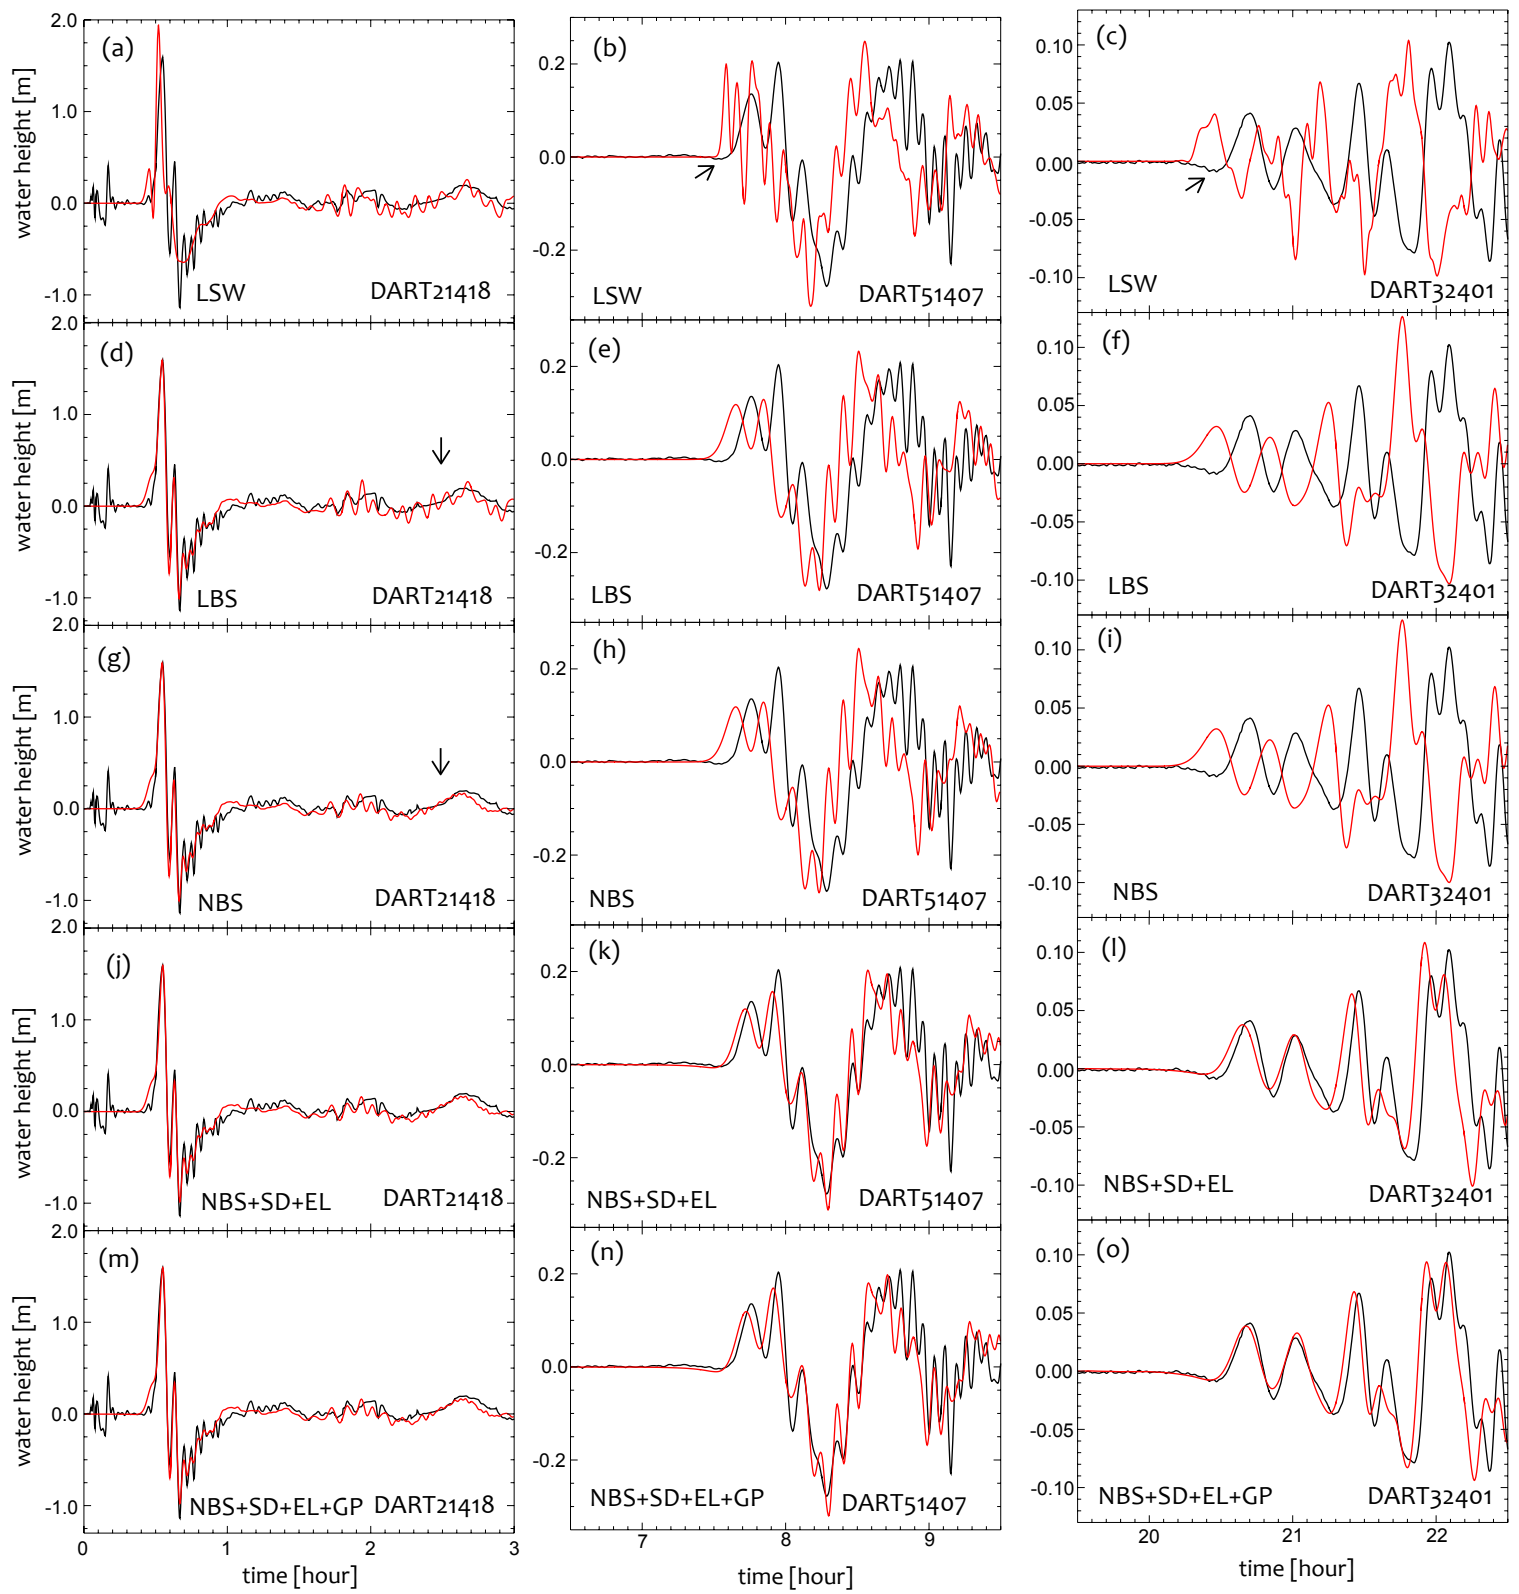 (a)
2.0
1.0
0.0
-1.0
water height [m]
LSW
DART21418
(b)
0.2
0.0
-0.2
LSW
DART51407
(c)
0.10
0.05
0.00
-0.05
-0.10
LSW
DART32401
(d)
2.0
1.0
0.0
-1.0
water height [m]
LBS
DART21418
(e)
0.2
0.0
-0.2
LBS
DART51407
(f)
0.10
0.05
0.00
-0.05
-0.10
LBS
DART32401
(g)
2.0
1.0
0.0
-1.0
water height [m]
NBS
DART21418
(h)
0.2
0.0
-0.2
NBS
DART51407
(i)
0.10
0.05
0.00
-0.05
-0.10
NBS
DART32401
(j)
2.0
1.0
0.0
-1.0
water height [m]
NBS+SD+EL
DART21418
(k)
0.2
0.0
-0.2
NBS+SD+EL
DART51407
(l)
0.10
0.05
0.00
-0.05
-0.10
NBS+SD+EL
DART32401
(m)
2.0
1.0
0.0
-1.0
water height [m]
NBS+SD+EL+GP
DART21418
0 1 2 3
time [hour]
(n)
0.2
0.0
-0.2
NBS+SD+EL+GP
DART51407
7 8 9
time [hour]
(o)
0.10
0.05
0.00
-0.05
-0.10
NBS+SD+EL+GP
DART32401
20 21 22
time [hour]